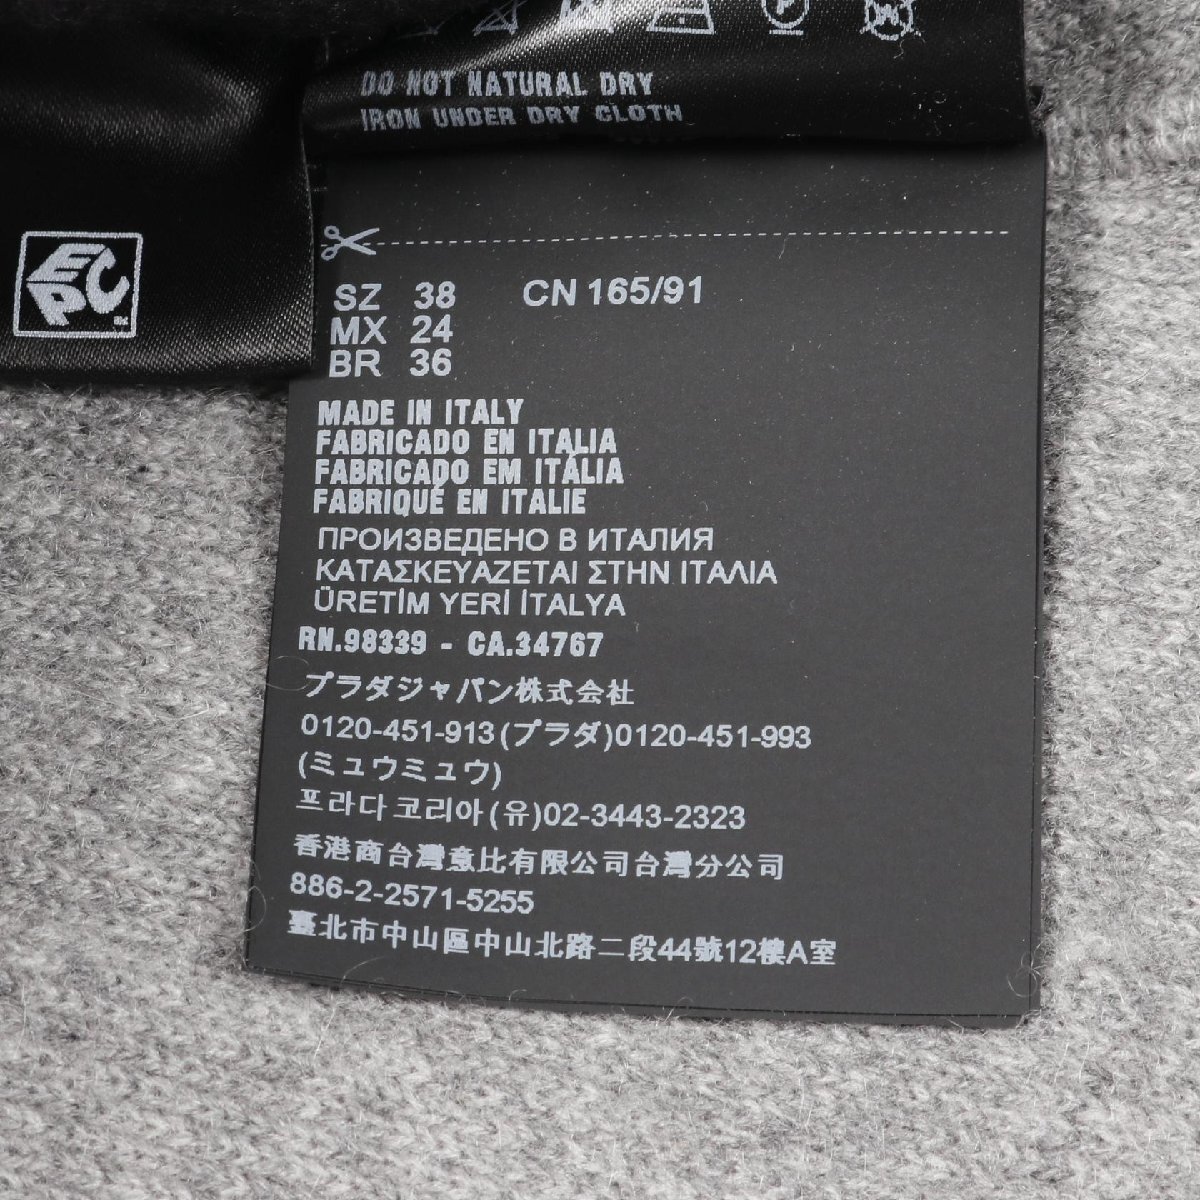 DO NOT NATURAL DRY
IRON UNDER DRY CLOTH
EPC
SZ 38 CN 165/91
MX 24
BR 36
MADE IN ITALY
FABRICADO EN ITALIA
FABRICADO EM ITÁLIA
FABRIQUÉ EN ITALIE
ПРОИЗВЕДЕНО В ИТАЛИЯ
ΚΑΤΑΣΚΕΥΑΖΕΤΑΙ ΣΤΗΝ ΙΤΑΛΙΑ
ÜRETİM YERİ İTALYA
RN.98339 - CA.34767
プラダジャパン株式会社
0120-451-913(プラダ)0120-451-993
(ミュウミュウ)
프라다코리아(유)02-3443-2323
香港商台灣意比有限公司台灣分公司
886-2-2571-5255
臺北市中山區中山北路二段44號12樓A室